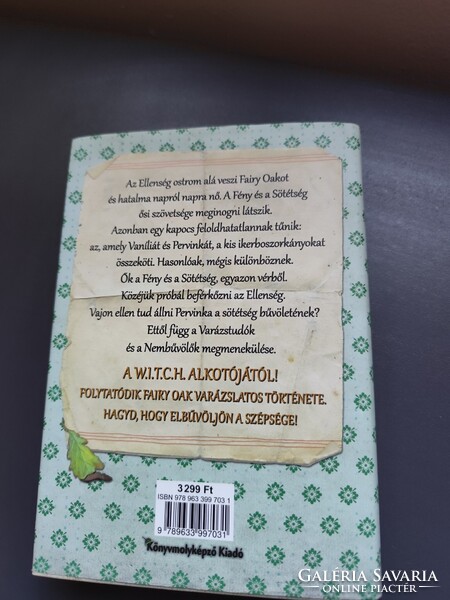 Az Ellenség ostrom alá veszi Fairy Oakot
és hatalma napról napra nő. A Fény és a Sötétség
ősi szövetsége meginogni látszik.
Azonban egy kapocs feloldhatatlannak tűnik:
az, amely Vaníliát és Pervinkát, a kis ikerboszorkányokat
összeköti. Hasonlóak, mégis különböznek.
Ők a Fény és a Sötétség, egyazon vérből.
Közéjük próbál beférkőzni az Ellenség.
Vajon ellen tud állni Pervinka a sötétség bűvöletének?
Ettől függ a Varázstudók
és a Nembűvölők megmenekülése.
A W.I.T.C.H. ALKOTÓJÁTÓL!
FOLYTATÓDIK FAIRY OAK VARÁZSLATOS TÖRTÉNETE.
HAGYD, HOGY ELBŰVÖLJÖN A SZÉPSÉGE!
3 299 Ft
ISBN 978 963 399 703 1
9 789633 997031
Könyvmolyképző Kiadó
GALÉRIA SAVARIA
ONLINE PIACTÉR